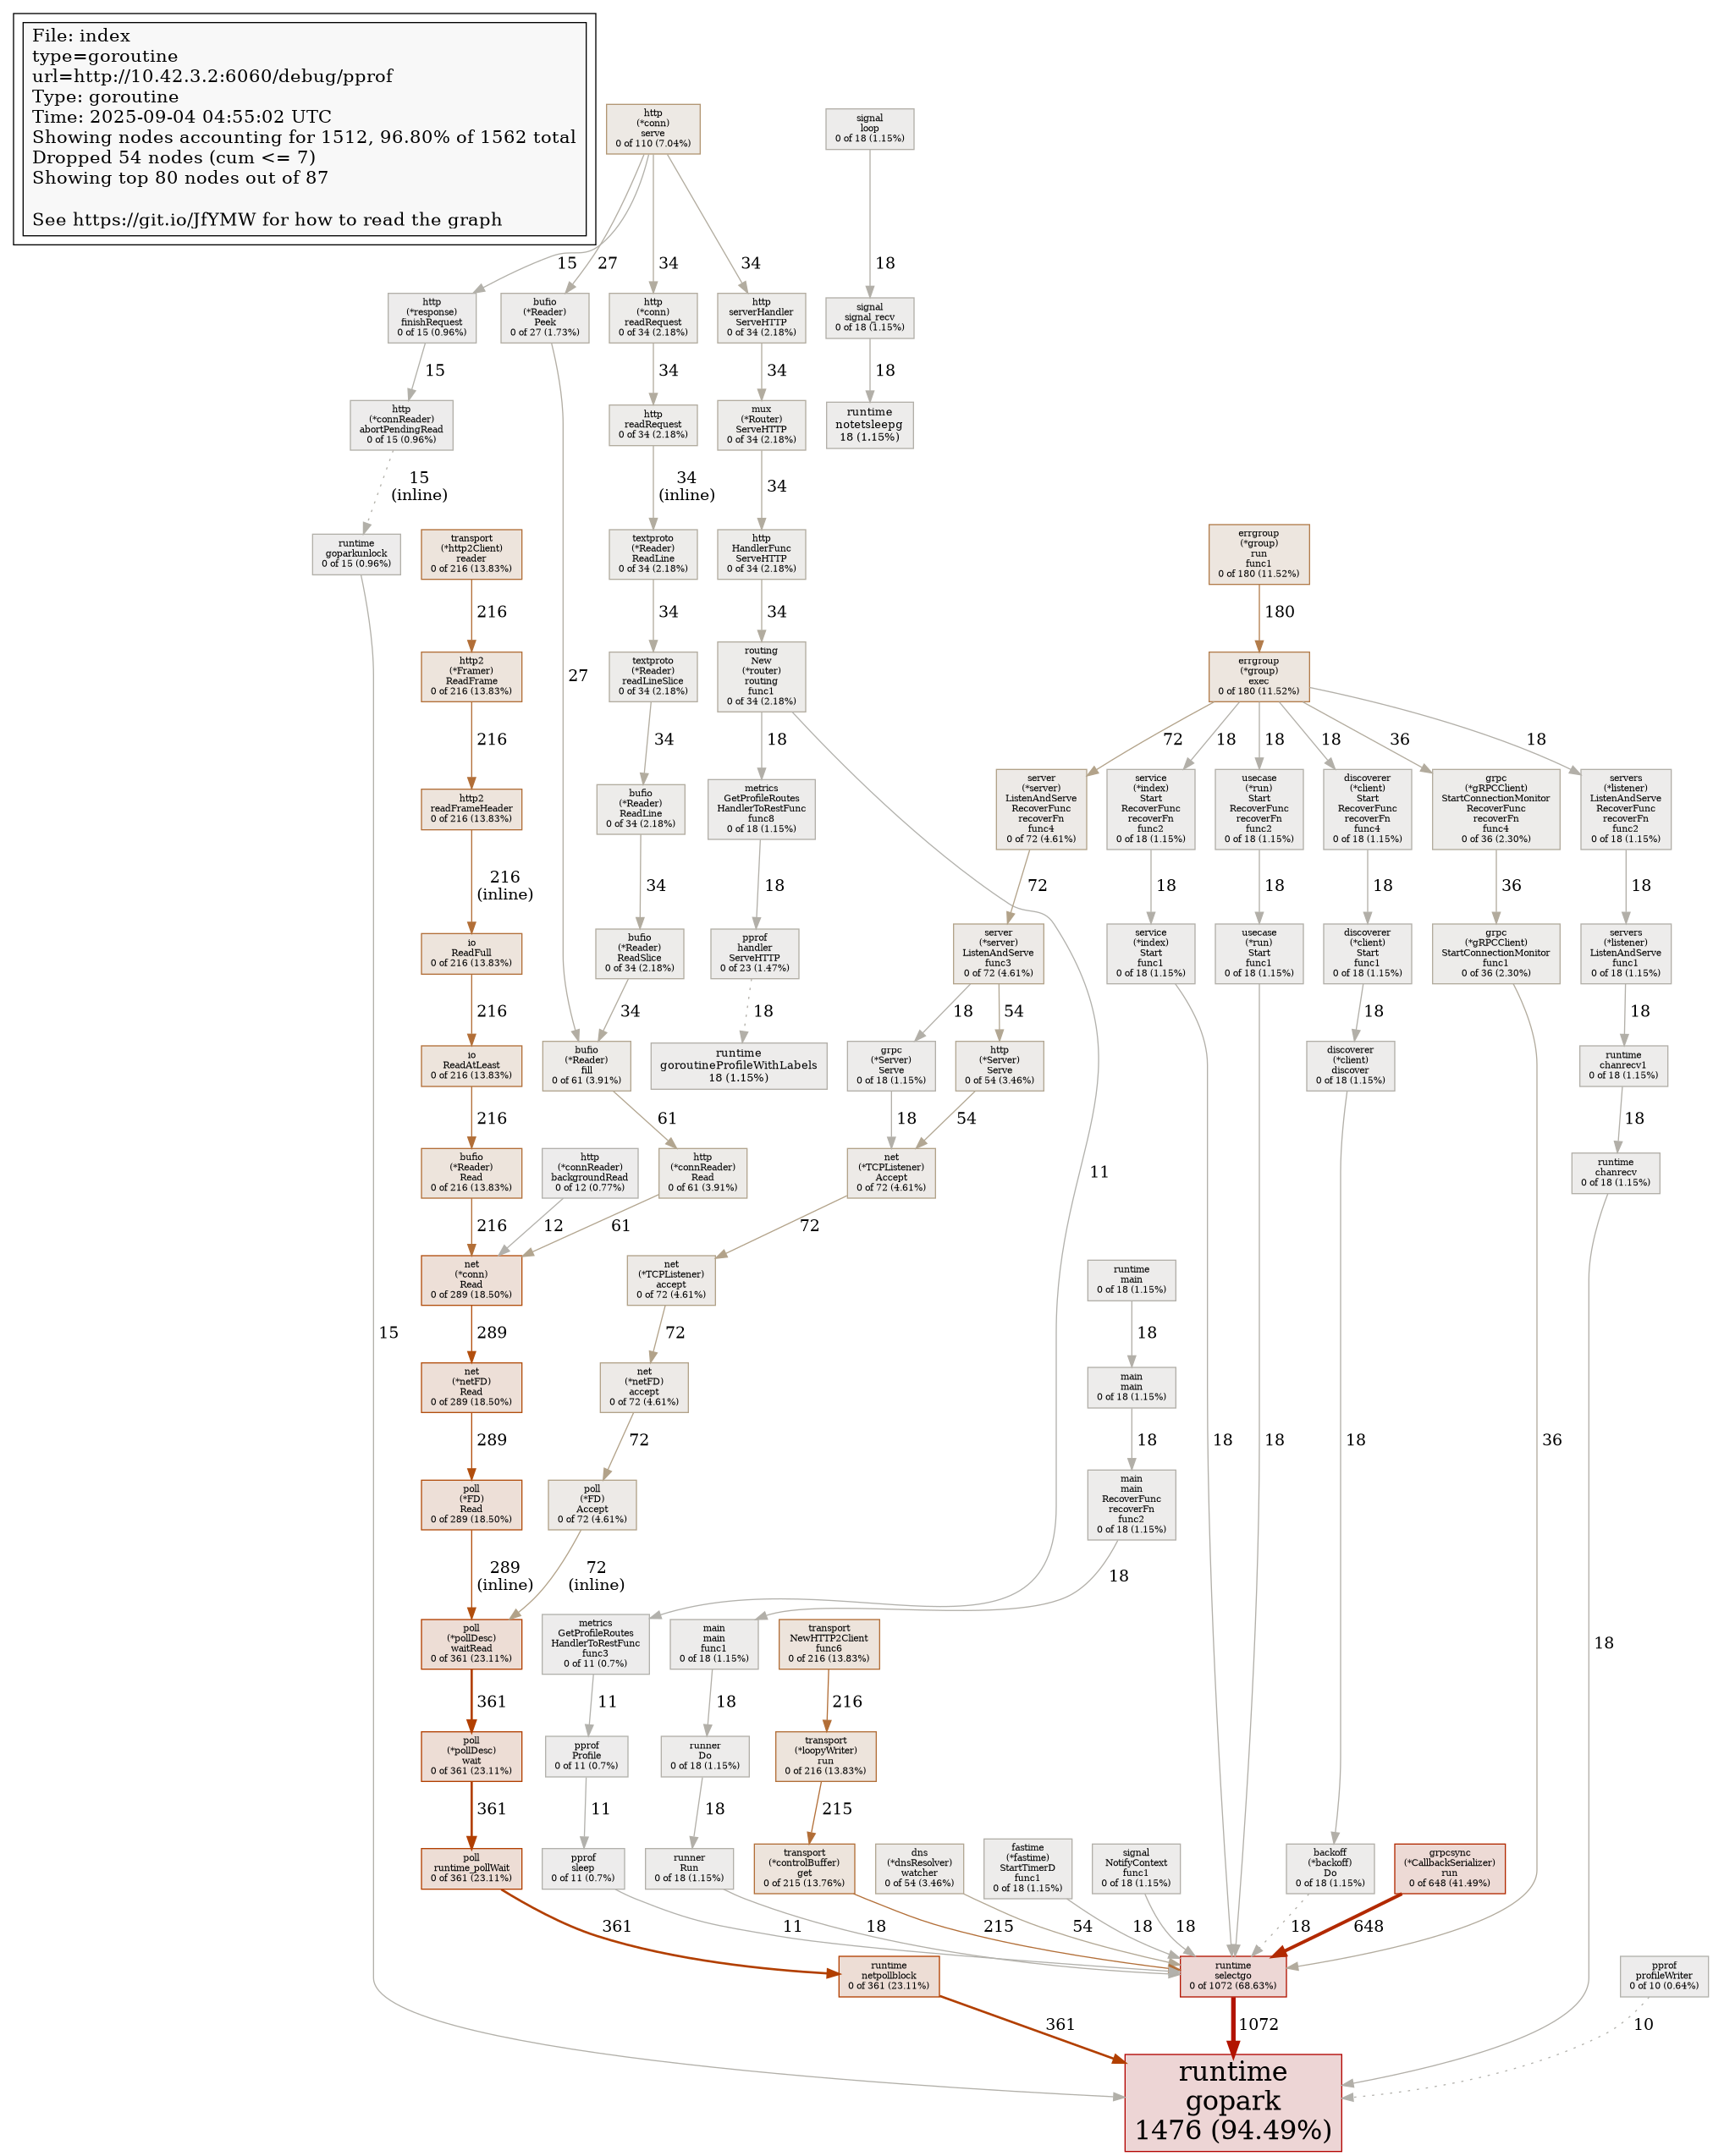 File: index
type=goroutine
url=http://10.42.3.2:6060/debug/pprof
Type: goroutine
Time: 2025-09-04 04:55:02 UTC
Showing nodes accounting for 1512, 96.80% of 1562 total
Dropped 54 nodes (cum <= 7)
Showing top 80 nodes out of 87
See https://git.io/JfYMW for how to read the graph
http
(*conn)
serve
0 of 110 (7.04%)
signal
loop
0 of 18 (1.15%)
15
27
34
34
18
http
(*response)
finishRequest
0 of 15 (0.96%)
bufio
(*Reader)
Peek
0 of 27 (1.73%)
http
(*conn)
readRequest
0 of 34 (2.18%)
http
serverHandler
ServeHTTP
0 of 34 (2.18%)
signal
signal_recv
0 of 18 (1.15%)
15
34
34
18
http
(*connReader)
abortPendingRead
0 of 15 (0.96%)
http
readRequest
0 of 34 (2.18%)
mux
(*Router)
ServeHTTP
0 of 34 (2.18%)
runtime
notetsleepg
18 (1.15%)
15
(inline)
34
(inline)
34
runtime
goparkunlock
0 of 15 (0.96%)
transport
(*http2Client)
reader
0 of 216 (13.83%)
textproto
(*Reader)
ReadLine
0 of 34 (2.18%)
http
HandlerFunc
ServeHTTP
0 of 34 (2.18%)
errgroup
(*group)
run
func1
0 of 180 (11.52%)
216
34
34
180
http2
(*Framer)
ReadFrame
0 of 216 (13.83%)
27
textproto
(*Reader)
readLineSlice
0 of 34 (2.18%)
routing
New
(*router)
routing
func1
0 of 34 (2.18%)
errgroup
(*group)
exec
0 of 180 (11.52%)
216
34
18
72
18
18
18
36
18
http2
readFrameHeader
0 of 216 (13.83%)
bufio
(*Reader)
ReadLine
0 of 34 (2.18%)
metrics
GetProfileRoutes
HandlerToRestFunc
func8
0 of 18 (1.15%)
server
(*server)
ListenAndServe
RecoverFunc
recoverFn
func4
0 of 72 (4.61%)
service
(*index)
Start
RecoverFunc
recoverFn
func2
0 of 18 (1.15%)
usecase
(*run)
Start
RecoverFunc
recoverFn
func2
0 of 18 (1.15%)
discoverer
(*client)
Start
RecoverFunc
recoverFn
func4
0 of 18 (1.15%)
grpc
(*gRPCClient)
StartConnectionMonitor
RecoverFunc
recoverFn
func4
0 of 36 (2.30%)
servers
(*listener)
ListenAndServe
RecoverFunc
recoverFn
func2
0 of 18 (1.15%)
216
(inline)
34
18
72
18
18
18
36
18
io
ReadFull
0 of 216 (13.83%)
bufio
(*Reader)
ReadSlice
0 of 34 (2.18%)
pprof
handler
ServeHTTP
0 of 23 (1.47%)
server
(*server)
ListenAndServe
func3
0 of 72 (4.61%)
service
(*index)
Start
func1
0 of 18 (1.15%)
usecase
(*run)
Start
func1
0 of 18 (1.15%)
discoverer
(*client)
Start
func1
0 of 18 (1.15%)
grpc
(*gRPCClient)
StartConnectionMonitor
func1
0 of 36 (2.30%)
servers
(*listener)
ListenAndServe
func1
0 of 18 (1.15%)
216
34
18
18
54
18
18
io
ReadAtLeast
0 of 216 (13.83%)
bufio
(*Reader)
fill
0 of 61 (3.91%)
runtime
goroutineProfileWithLabels
18 (1.15%)
grpc
(*Server)
Serve
0 of 18 (1.15%)
http
(*Server)
Serve
0 of 54 (3.46%)
discoverer
(*client)
discover
0 of 18 (1.15%)
runtime
chanrecv1
0 of 18 (1.15%)
216
61
18
54
18
bufio
(*Reader)
Read
0 of 216 (13.83%)
http
(*connReader)
backgroundRead
0 of 12 (0.77%)
http
(*connReader)
Read
0 of 61 (3.91%)
net
(*TCPListener)
Accept
0 of 72 (4.61%)
11
runtime
chanrecv
0 of 18 (1.15%)
216
12
61
72
net
(*conn)
Read
0 of 289 (18.50%)
net
(*TCPListener)
accept
0 of 72 (4.61%)
runtime
main
0 of 18 (1.15%)
15
289
72
18
net
(*netFD)
Read
0 of 289 (18.50%)
net
(*netFD)
accept
0 of 72 (4.61%)
main
main
0 of 18 (1.15%)
289
72
18
18
18
18
36
poll
(*FD)
Read
0 of 289 (18.50%)
poll
(*FD)
Accept
0 of 72 (4.61%)
main
main
RecoverFunc
recoverFn
func2
0 of 18 (1.15%)
289
(inline)
72
(inline)
18
poll
(*pollDesc)
waitRead
0 of 361 (23.11%)
metrics
GetProfileRoutes
HandlerToRestFunc
func3
0 of 11 (0.7%)
main
main
func1
0 of 18 (1.15%)
transport
NewHTTP2Client
func6
0 of 216 (13.83%)
18
361
11
18
216
poll
(*pollDesc)
wait
0 of 361 (23.11%)
pprof
Profile
0 of 11 (0.7%)
runner
Do
0 of 18 (1.15%)
transport
(*loopyWriter)
run
0 of 216 (13.83%)
361
11
18
215
poll
runtime_pollWait
0 of 361 (23.11%)
pprof
sleep
0 of 11 (0.7%)
runner
Run
0 of 18 (1.15%)
transport
(*controlBuffer)
get
0 of 215 (13.76%)
dns
(*dnsResolver)
watcher
0 of 54 (3.46%)
fastime
(*fastime)
StartTimerD
func1
0 of 18 (1.15%)
signal
NotifyContext
func1
0 of 18 (1.15%)
backoff
(*backoff)
Do
0 of 18 (1.15%)
grpcsync
(*CallbackSerializer)
run
0 of 648 (41.49%)
361
11
18
215
54
18
18
18
648
runtime
netpollblock
0 of 361 (23.11%)
runtime
selectgo
0 of 1072 (68.63%)
pprof
profileWriter
0 of 10 (0.64%)
361
1072
10
runtime
gopark
1476 (94.49%)